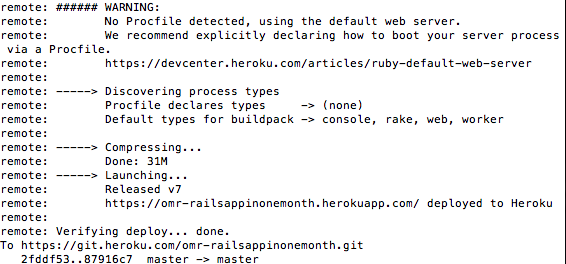 remote: ###### WARNING:
remote:        No Procfile detected, using the default web server.
remote:        We recommend explicitly declaring how to boot your server process
 via a Procfile.
remote:        https://devcenter.heroku.com/articles/ruby-default-web-server
remote:
remote: -----> Discovering process types
remote:        Procfile declares types     -> (none)
remote:        Default types for buildpack -> console, rake, web, worker
remote:
remote: -----> Compressing...
remote:        Done: 31M
remote: -----> Launching...
remote:        Released v7
remote:        https://omr-railsappinonemonth.herokuapp.com/ deployed to Heroku
remote:
remote: Verifying deploy... done.
To https://git.heroku.com/omr-railsappinonemonth.git
   2fddf53..87916c7  master -> master